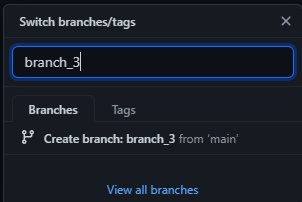 Switch branches/tags
branch_3
Branches Tags
Create branch: branch_3 from 'main'
View all branches